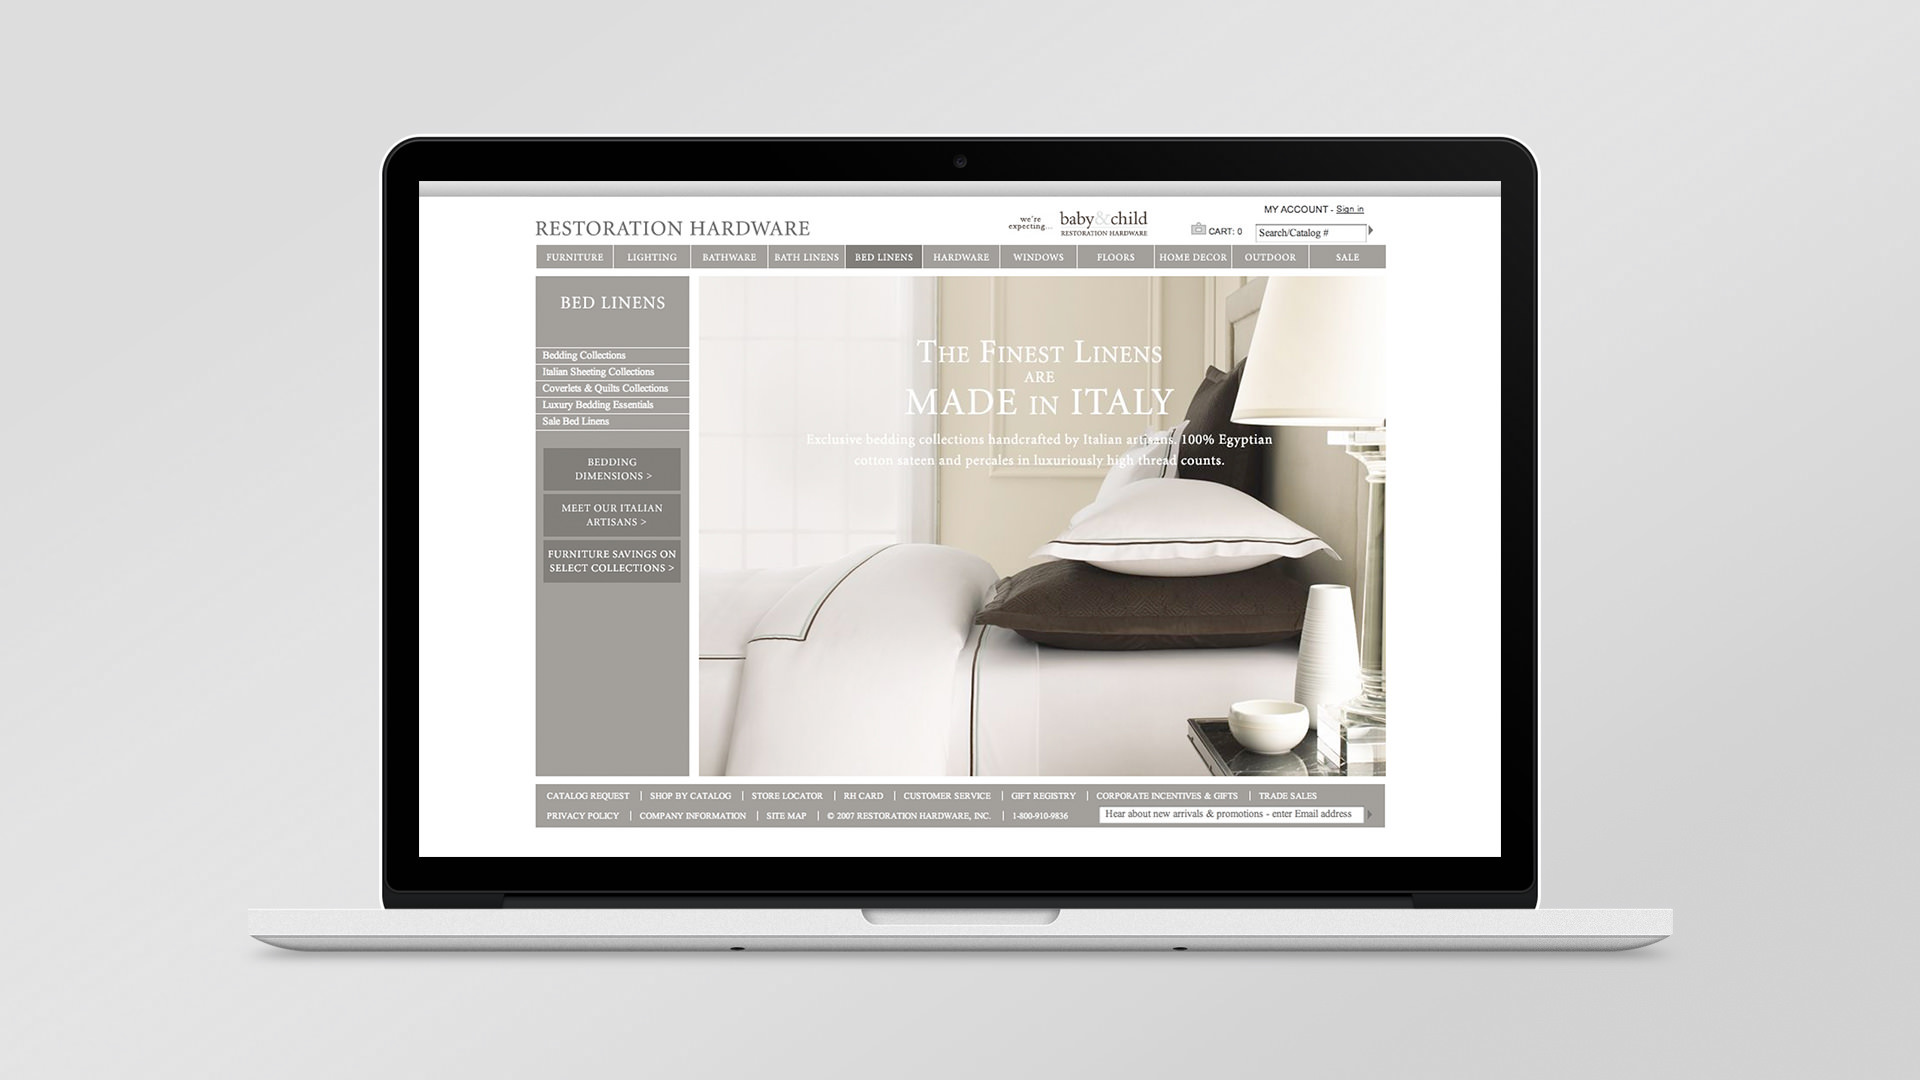 MY ACCOUNT - Sign in
RESTORATION HARDWARE
we're
expecting...
baby&child
RESTORATION HARDWARE
CART: 0
Search/Catalog #
FURNITURE LIGHTING BATHWARE BATH LINENS BED LINENS HARDWARE WINDOWS FLOORS HOME DECOR OUTDOOR SALE
BED LINENS
Bedding Collections
Italian Sheeting Collections
Coverlets & Quilts Collections
Luxury Bedding Essentials
Sale Bed Linens
BEDDING
DIMENSIONS >
MEET OUR ITALIAN
ARTISANS >
FURNITURE SAVINGS ON
SELECT COLLECTIONS >
THE FINEST LINENS
ARE
MADE IN ITALY
Exclusive bedding collections handcrafted by Italian artisans. 100% Egyptian
cotton sateen and percales in luxuriously high thread counts.
CATALOG REQUEST | SHOP BY CATALOG | STORE LOCATOR | RH CARD | CUSTOMER SERVICE | GIFT REGISTRY | CORPORATE INCENTIVES & GIFTS | TRADE SALES
PRIVACY POLICY | COMPANY INFORMATION | SITE MAP | © 2007 RESTORATION HARDWARE, INC. | 1-800-910-9836
Hear about new arrivals & promotions - enter Email address